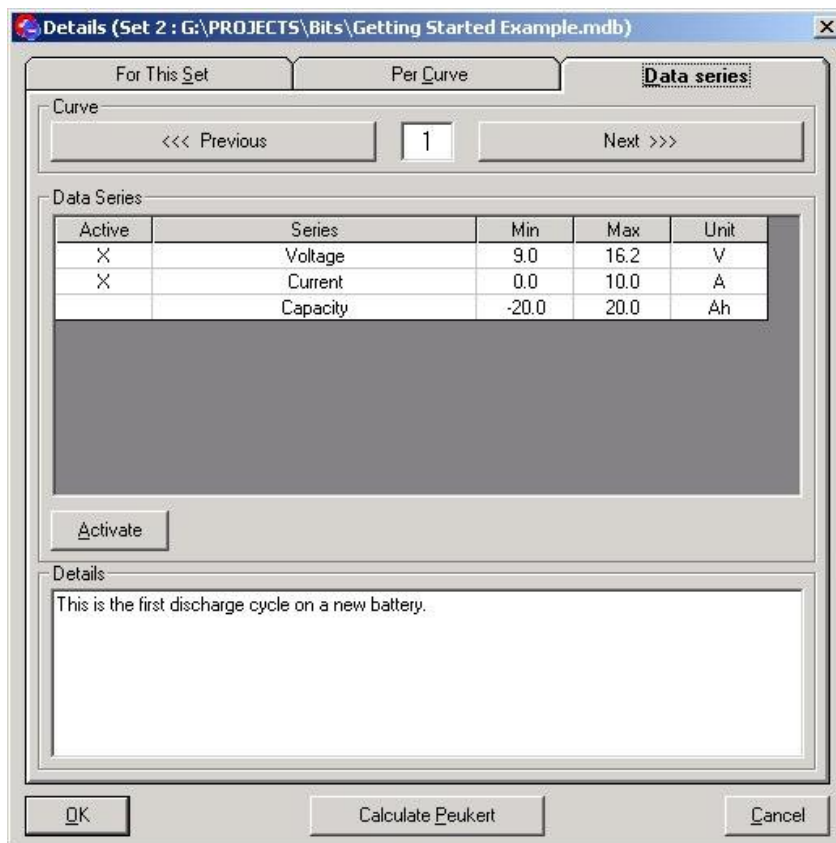 Details (Set 2 : G:\PROJECTS\Bits\Getting Started Example.mdb)
For This Set Per Curve Data series
Curve
<<< Previous 1 Next >>>
Data Series
Active Series Min Max Unit
X Voltage 9.0 16.2 V
X Current 0.0 10.0 A
Capacity -20.0 20.0 Ah
Activate
Details
This is the first discharge cycle on a new battery.
OK Calculate Peukert Cancel